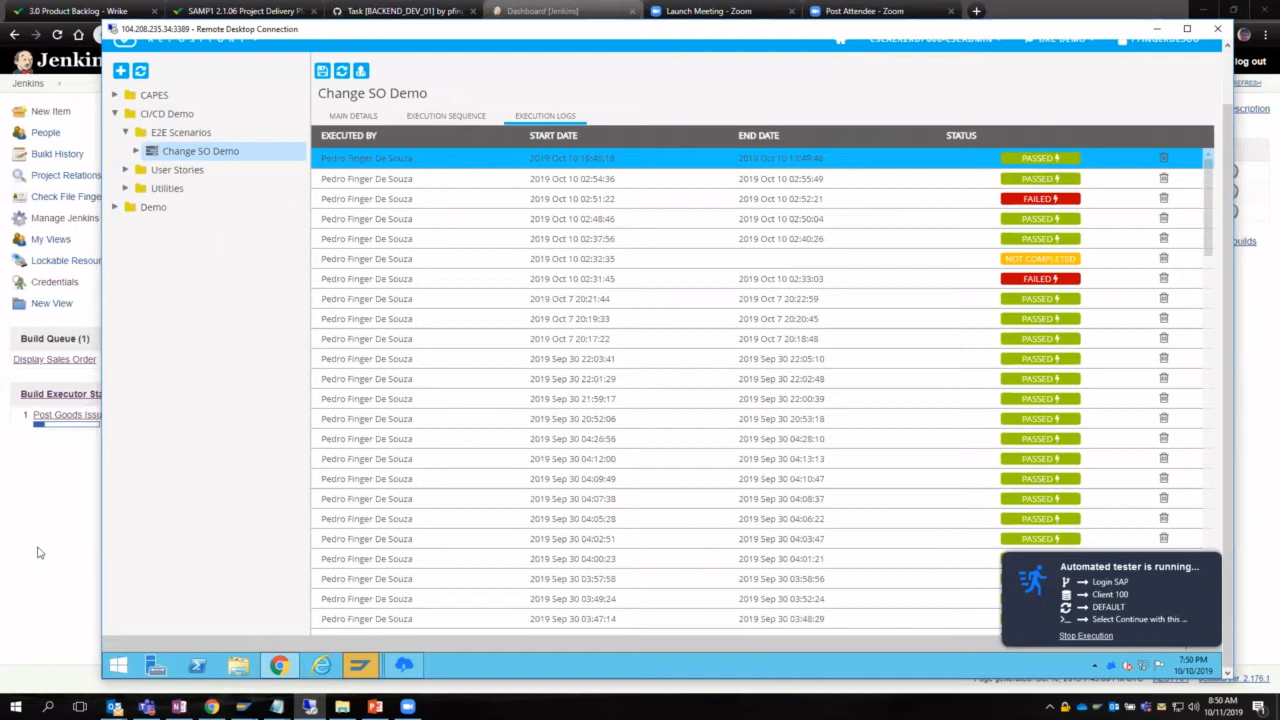 3.0 Product Backlog - Washingto
SAMP1 2.1.06 Project Delivery Pl
Task [BACKEND_DEV_01] by pfin
Dashboard [Jenkins]
Launch Meeting - Zoom
Post Attendee - Zoom
104.208.235.34:3389 - Remote Desktop Connection
Jenkins
log out
Jenkins
REFRESH
escription
New Item
People
Build History
Project Relations
Check File Finge
Manage Jenkins
My Views
Lockable Resour
Credentials
New View
Build Queue (1)
Display Sales Order
Build Executor Sta
1 Post Goods Issu
uilds
CAPES
CI/CD Demo
E2E Scenarios
Change SO Demo
User Stories
Utilities
Demo
Change SO Demo
MAIN DETAILS EXECUTION SEQUENCE EXECUTION LOGS
EXECUTED BY START DATE END DATE STATUS
Pedro Finger De Souza 2019 Oct 10 19:48:18 2019 Oct 10 19:49:48 PASSED
Pedro Finger De Souza 2019 Oct 10 02:54:36 2019 Oct 10 02:55:49 PASSED
Pedro Finger De Souza 2019 Oct 10 02:51:22 2019 Oct 10 02:52:21 FAILED
Pedro Finger De Souza 2019 Oct 10 02:48:46 2019 Oct 10 02:50:04 PASSED
Pedro Finger De Souza 2019 Oct 10 02:37:56 2019 Oct 10 02:40:26 PASSED
Pedro Finger De Souza 2019 Oct 10 02:32:35 NOT COMPLETED
Pedro Finger De Souza 2019 Oct 10 02:31:45 2019 Oct 10 02:33:03 FAILED
Pedro Finger De Souza 2019 Oct 7 20:21:44 2019 Oct 7 20:22:59 PASSED
Pedro Finger De Souza 2019 Oct 7 20:19:33 2019 Oct 7 20:20:45 PASSED
Pedro Finger De Souza 2019 Oct 7 20:17:22 2019 Oct 7 20:18:48 PASSED
Pedro Finger De Souza 2019 Sep 30 22:03:41 2019 Sep 30 22:05:10 PASSED
Pedro Finger De Souza 2019 Sep 30 22:01:29 2019 Sep 30 22:02:48 PASSED
Pedro Finger De Souza 2019 Sep 30 21:59:17 2019 Sep 30 22:00:39 PASSED
Pedro Finger De Souza 2019 Sep 30 20:52:06 2019 Sep 30 20:53:18 PASSED
Pedro Finger De Souza 2019 Sep 30 04:26:56 2019 Sep 30 04:28:10 PASSED
Pedro Finger De Souza 2019 Sep 30 04:12:00 2019 Sep 30 04:13:13 PASSED
Pedro Finger De Souza 2019 Sep 30 04:09:49 2019 Sep 30 04:10:47 PASSED
Pedro Finger De Souza 2019 Sep 30 04:07:38 2019 Sep 30 04:08:37 PASSED
Pedro Finger De Souza 2019 Sep 30 04:05:28 2019 Sep 30 04:06:22 PASSED
Pedro Finger De Souza 2019 Sep 30 04:02:51 2019 Sep 30 04:03:47 PASSED
Pedro Finger De Souza 2019 Sep 30 04:00:23 2019 Sep 30 04:01:21
Pedro Finger De Souza 2019 Sep 30 03:57:58 2019 Sep 30 03:58:56
Pedro Finger De Souza 2019 Sep 30 03:49:24 2019 Sep 30 03:52:24
Pedro Finger De Souza 2019 Sep 30 03:47:14 2019 Sep 30 03:48:29
Automated tester is running...
Login SAP
Client 100
DEFAULT
Select Continue with this ...
Stop Execution
7:50 PM
10/10/2019
2.176.1
8:50 AM
10/11/2019